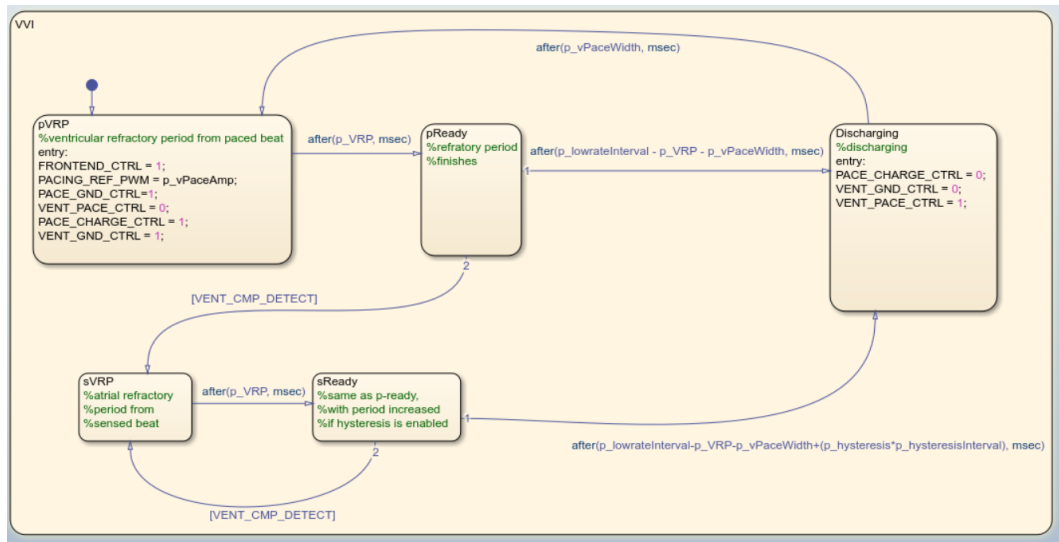 VVI
after(p_vPaceWidth, msec)
pVRP
%ventricular refractory period from paced beat
entry:
FRONTEND_CTRL = 1;
PACING_REF_PWM = p_vPaceAmp;
PACE_GND_CTRL=1;
VENT_PACE_CTRL = 0;
PACE_CHARGE_CTRL = 1;
VENT_GND_CTRL = 1;
after(p_VRP, msec)
pReady
%refratory period
%finishes
after(p_lowrateInterval - p_VRP - p_vPaceWidth, msec)
1
2
Discharging
%discharging
entry:
PACE_CHARGE_CTRL = 0;
VENT_GND_CTRL = 0;
VENT_PACE_CTRL = 1;
[VENT_CMP_DETECT]
sVRP
%atrial refractory
%period from
%sensed beat
after(p_VRP, msec)
sReady
%same as p-ready,
%with period increased
%if hysteresis is enabled
1
2
after(p_lowrateInterval-p_VRP-p_vPaceWidth+(p_hysteresis*p_hysteresisInterval), msec)
[VENT_CMP_DETECT]